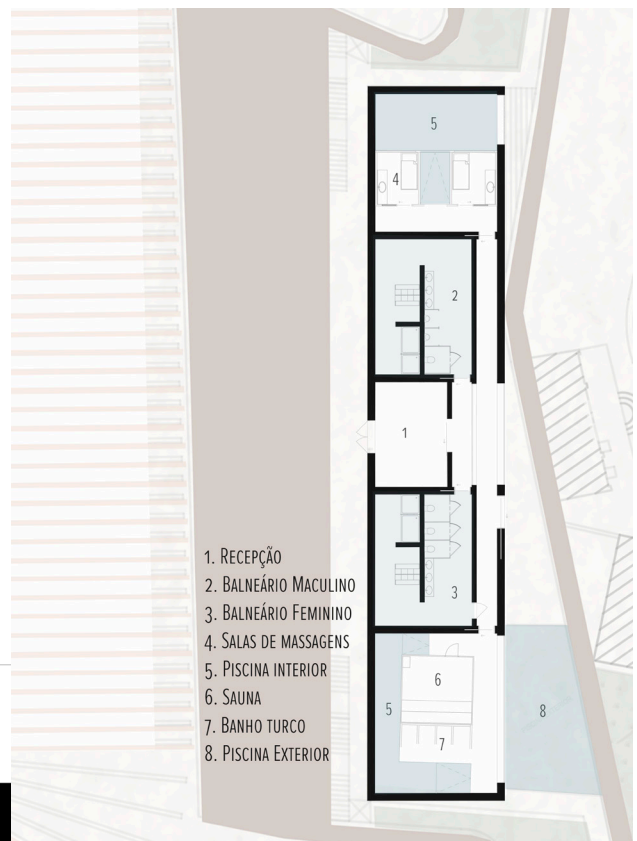 5
4
2
1
1. Recepção
2. Balneário Maculino
3. Balneário Feminino
3
4. Salas de massagens
5. Piscina interior
6. Sauna
7. Banho turco
8. Piscina Exterior
6
5
8
7